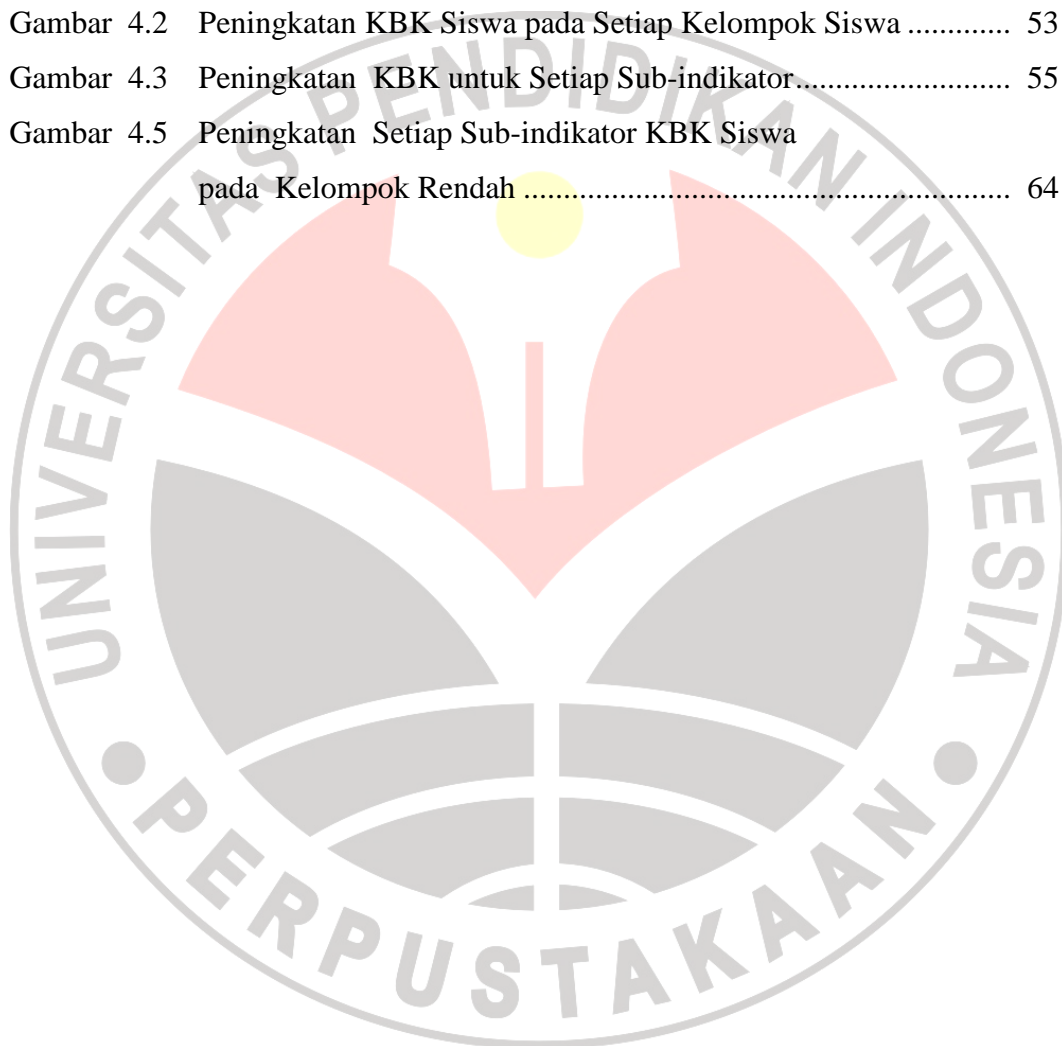 Gambar 4.2 Peningkatan KBK Siswa pada Setiap Kelompok Siswa ............. 53
Gambar 4.3 Peningkatan KBK untuk Setiap Sub-indikator........................... 55
Gambar 4.5 Peningkatan Setiap Sub-indikator KBK Siswa
pada Kelompok Rendah ............................................................. 64
UNIVERSITAS PENDIDIKAN INDONESIA
PERPUSTAKAAN